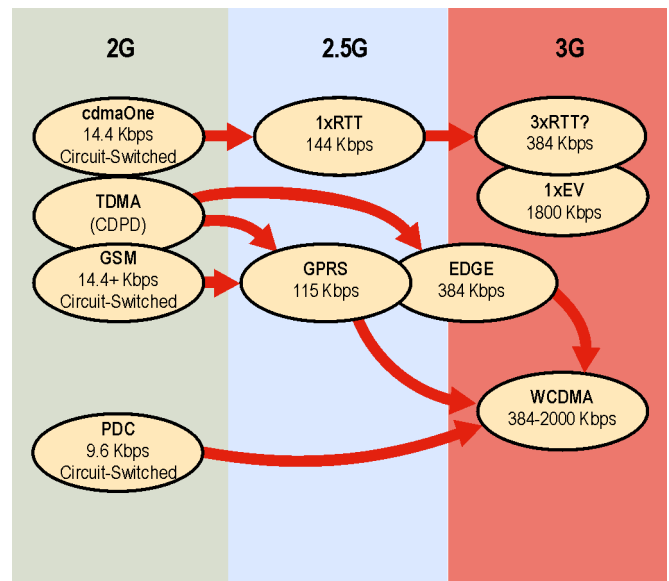 2G
2.5G
3G
cdmaOne
14.4 Kbps
Circuit-Switched
1xRTT
144 Kbps
3xRTT?
384 Kbps
1xEV
1800 Kbps
TDMA
(CDPD)
GSM
14.4+ Kbps
Circuit-Switched
GPRS
115 Kbps
EDGE
384 Kbps
WCDMA
384-2000 Kbps
PDC
9.6 Kbps
Circuit-Switched